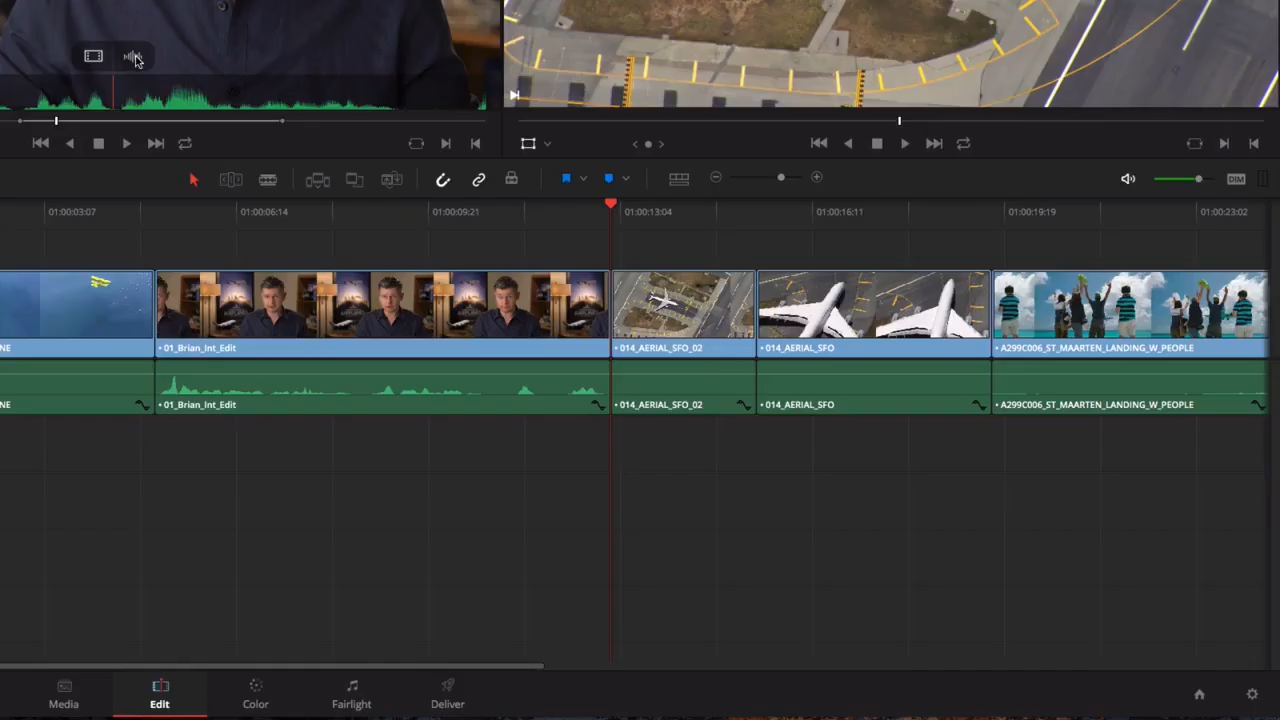 DIM
01:00:03:07 01:00:06:14 01:00:09:21 01:00:13:04 01:00:16:11 01:00:19:19 01:00:23:02
NE • 01_Brian_Int_Edit • 014_AERIAL_SFO_02 • 014_AERIAL_SFO • A299C006_ST_MAARTEN_LANDING_W_PEOPLE
NE • 01_Brian_Int_Edit • 014_AERIAL_SFO_02 • 014_AERIAL_SFO • A299C006_ST_MAARTEN_LANDING_W_PEOPLE
Media Edit Color Fairlight Deliver